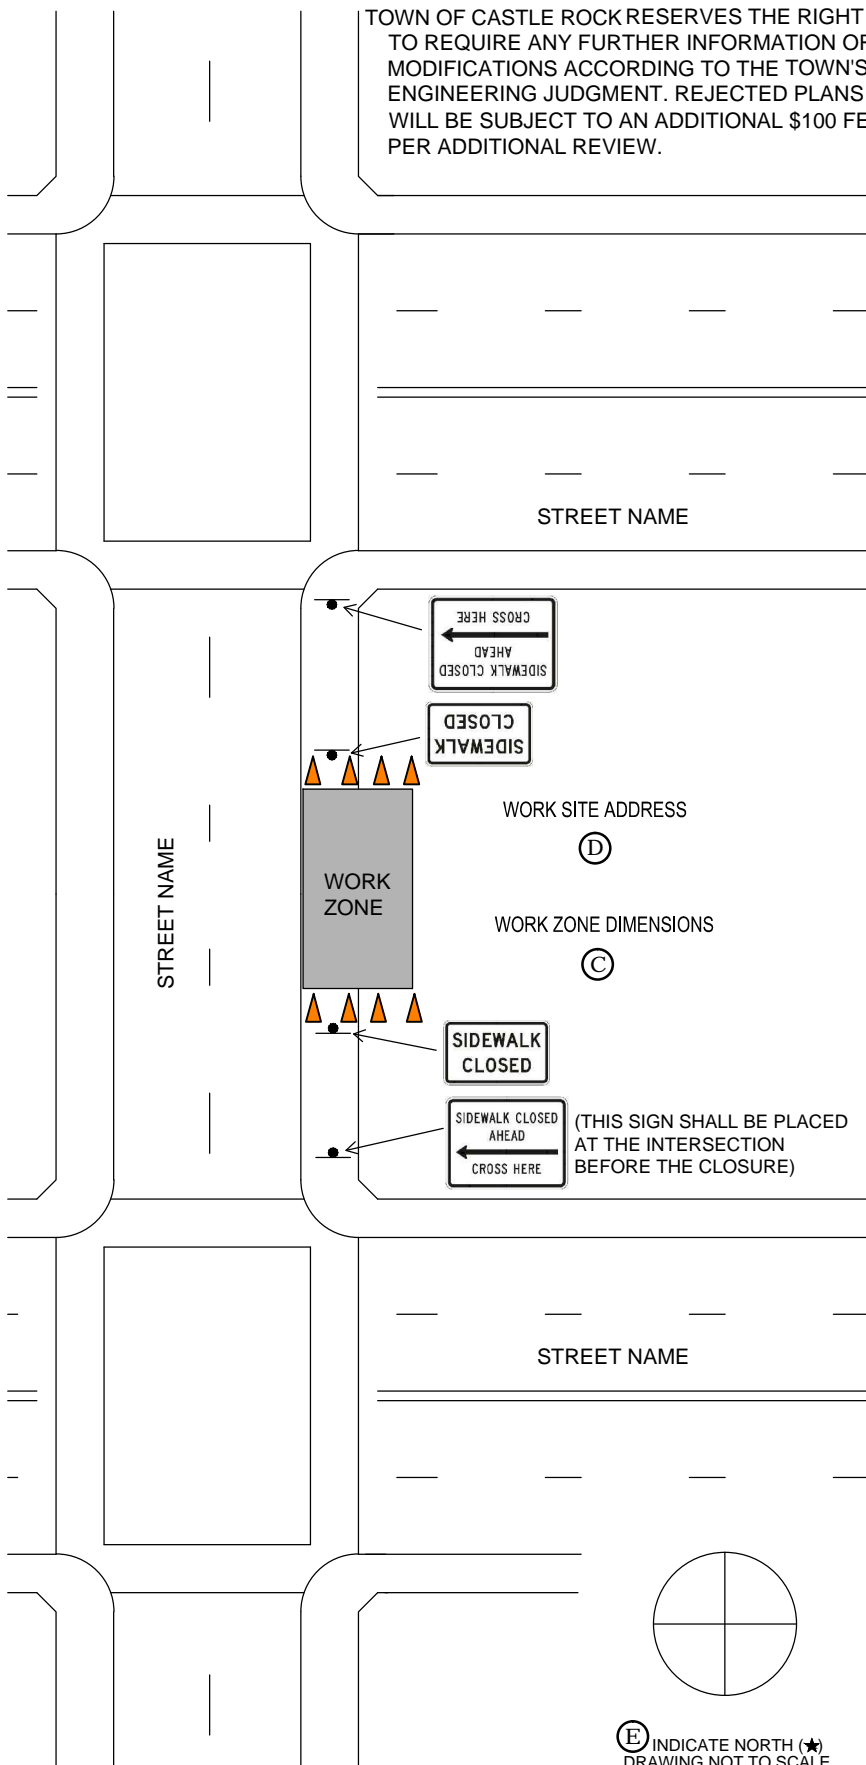 TOWN OF CASTLE ROCK RESERVES THE RIGHT
TO REQUIRE ANY FURTHER INFORMATION OR
MODIFICATIONS ACCORDING TO THE TOWN'S
ENGINEERING JUDGMENT. REJECTED PLANS
WILL BE SUBJECT TO AN ADDITIONAL $100 FE
PER ADDITIONAL REVIEW.
STREET NAME
SIDEWALK CLOSED
AHEAD
CROSS HERE
SIDEWALK
CLOSED
WORK SITE ADDRESS
D
STREET NAME
WORK
ZONE
WORK ZONE DIMENSIONS
C
SIDEWALK
CLOSED
SIDEWALK CLOSED
AHEAD
CROSS HERE
(THIS SIGN SHALL BE PLACED
AT THE INTERSECTION
BEFORE THE CLOSURE)
STREET NAME
E INDICATE NORTH (★)
DRAWING NOT TO SCALE